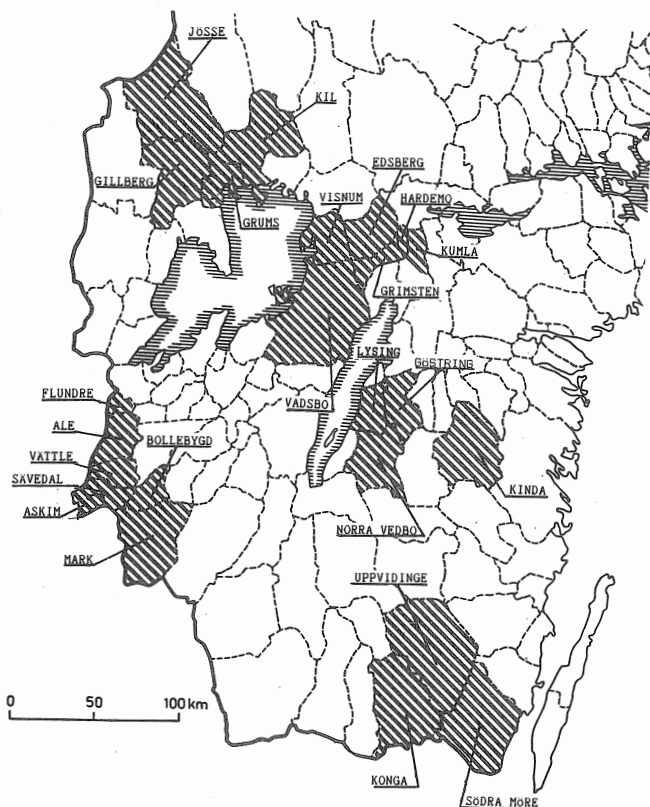 JÖSSE
KIL
EDSBERG
GILLBERG
VISNUM
HARDEMO
GRUMS
KUMLA
GRIMSTEN
LYSING
GÖSTRING
FLUNDRE
VADSBO
ALE
BOLLEBYGD
VÄTTLE
SÄVEDAL
KINDA
ASKIM
NORRA VEDBO
MARK
UPPVIDINGE
0 50 100 km
KONGA
SÖDRA MÖRE